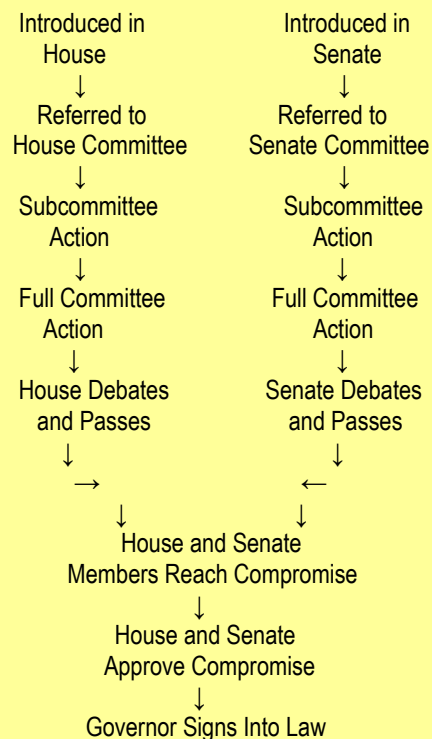 Introduced in
House
↓
Referred to
House Committee
↓
Subcommittee
Action
↓
Full Committee
Action
↓
House Debates
and Passes
↓
→
Introduced in
Senate
↓
Referred to
Senate Committee
↓
Subcommittee
Action
↓
Full Committee
Action
↓
Senate Debates
and Passes
↓
←
↓ ↓
House and Senate
Members Reach Compromise
↓
House and Senate
Approve Compromise
↓
Governor Signs Into Law